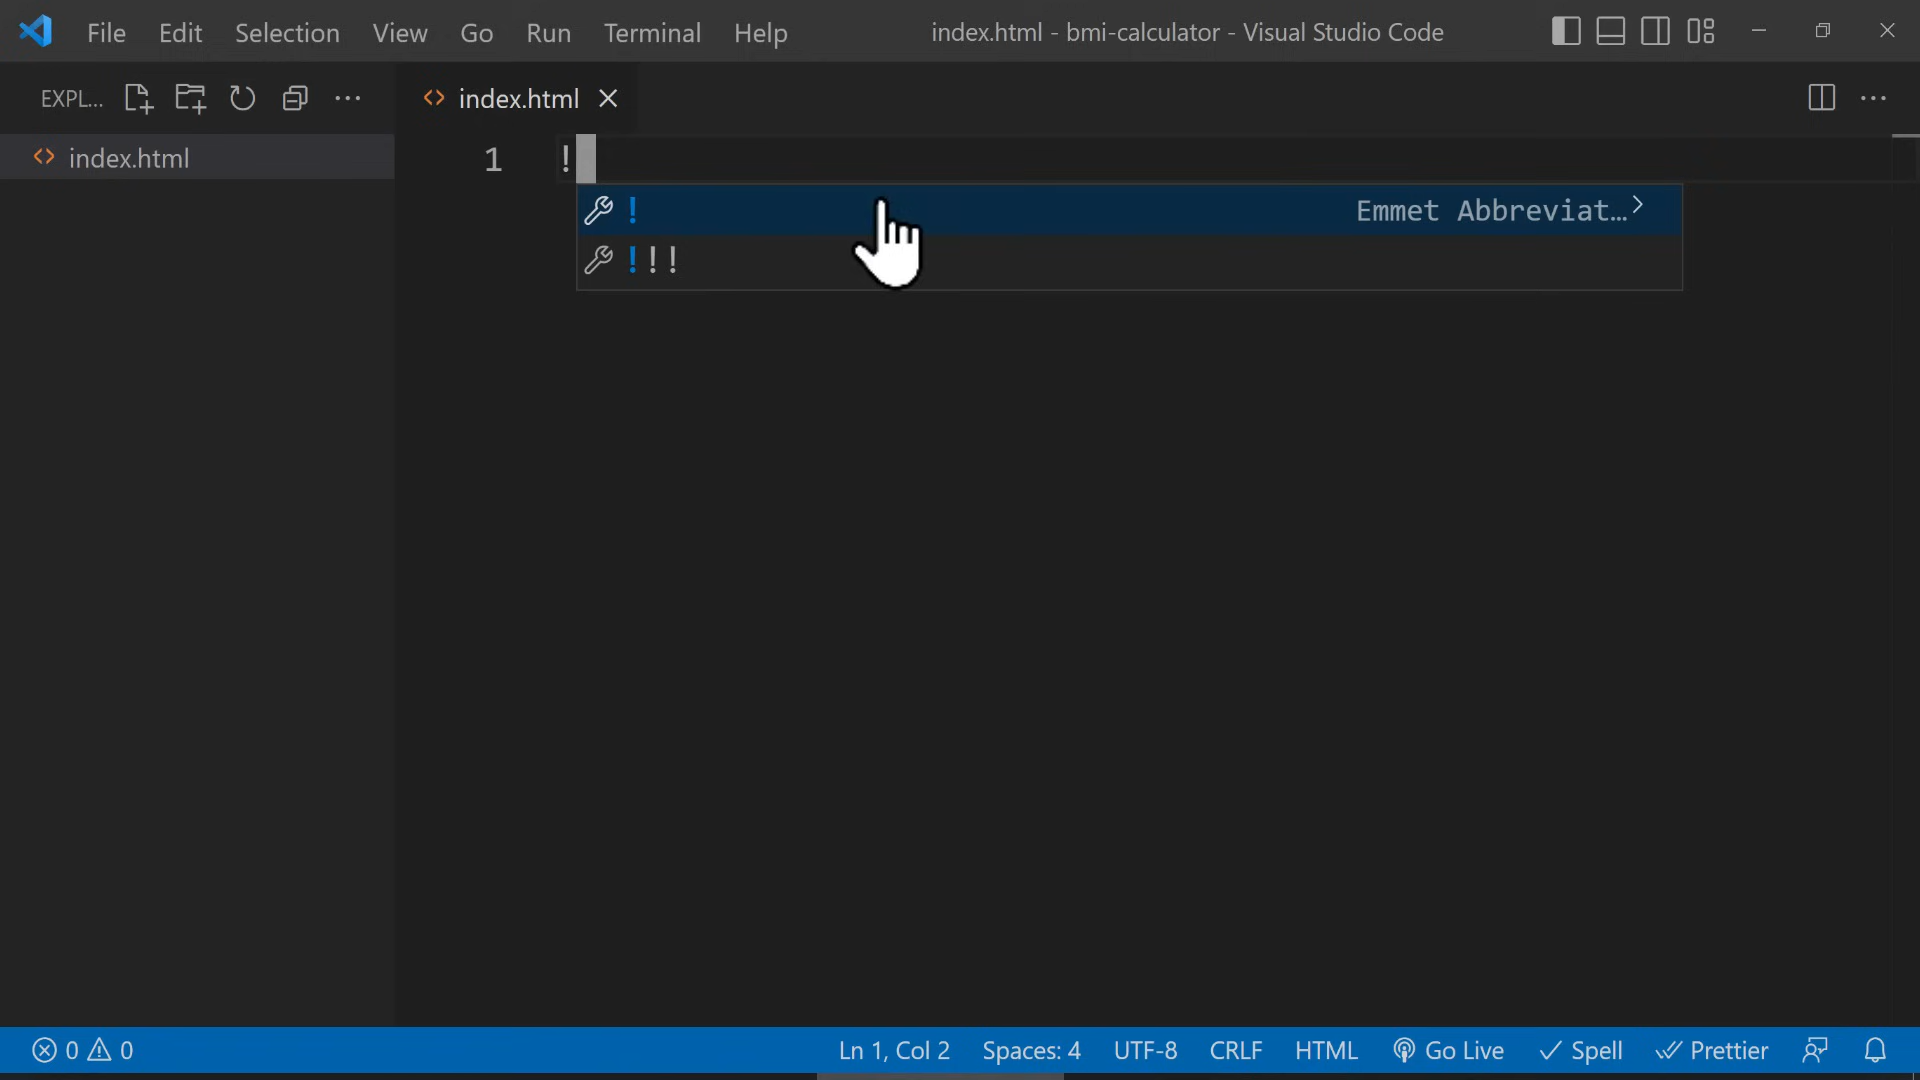 File Edit Selection View Go Run Terminal Help index.html - bmi-calculator - Visual Studio Code
EXPL... index.html
index.html
1 !
! Emmet Abbreviat...
!!!
0 0 Ln 1, Col 2 Spaces: 4 UTF-8 CRLF HTML Go Live Spell Prettier